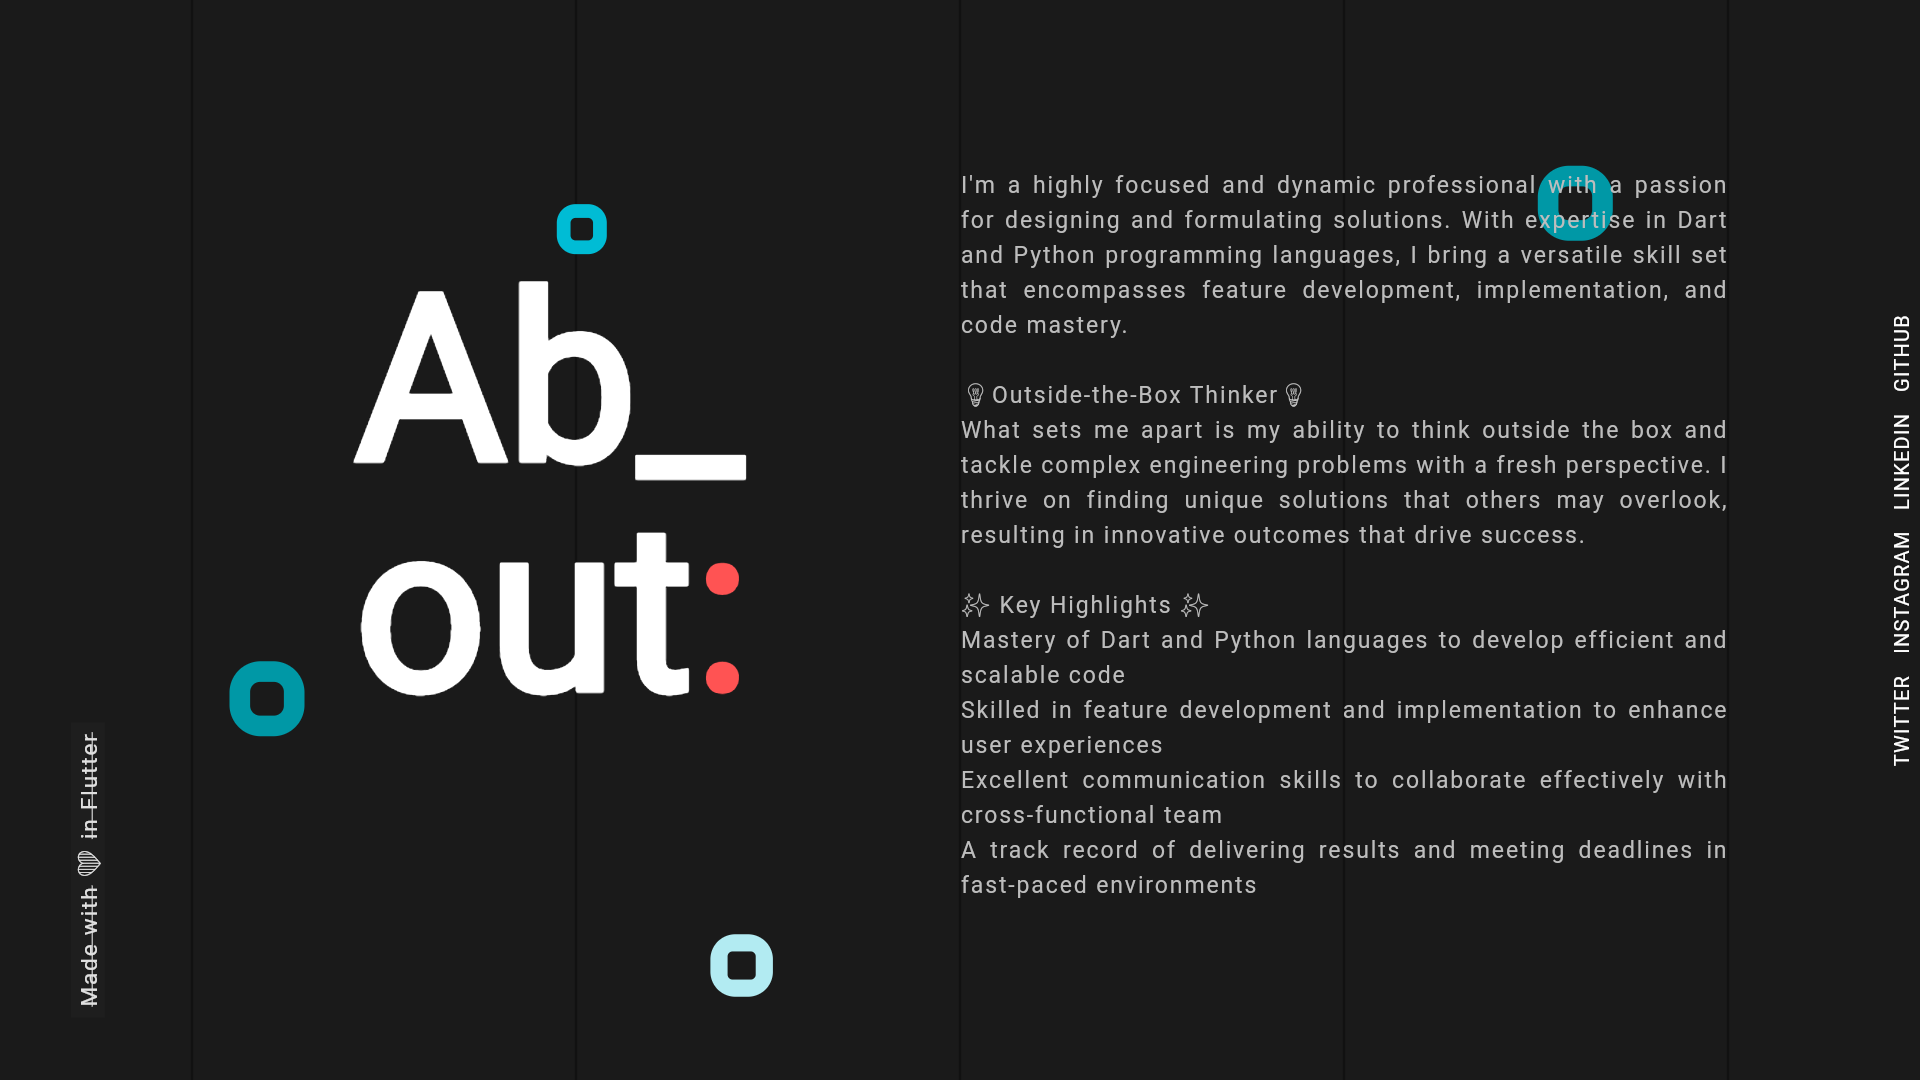 Ab_
out:
I'm a highly focused and dynamic professional with a passion
for designing and formulating solutions. With expertise in Dart
and Python programming languages, I bring a versatile skill set
that encompasses feature development, implementation, and
code mastery.
💡Outside-the-Box Thinker💡
What sets me apart is my ability to think outside the box and
tackle complex engineering problems with a fresh perspective. I
thrive on finding unique solutions that others may overlook,
resulting in innovative outcomes that drive success.
✨ Key Highlights ✨
Mastery of Dart and Python languages to develop efficient and
scalable code
Skilled in feature development and implementation to enhance
user experiences
Excellent communication skills to collaborate effectively with
cross-functional team
A track record of delivering results and meeting deadlines in
fast-paced environments
Made with 🤍 in Flutter
TWITTER INSTAGRAM LINKEDIN GITHUB